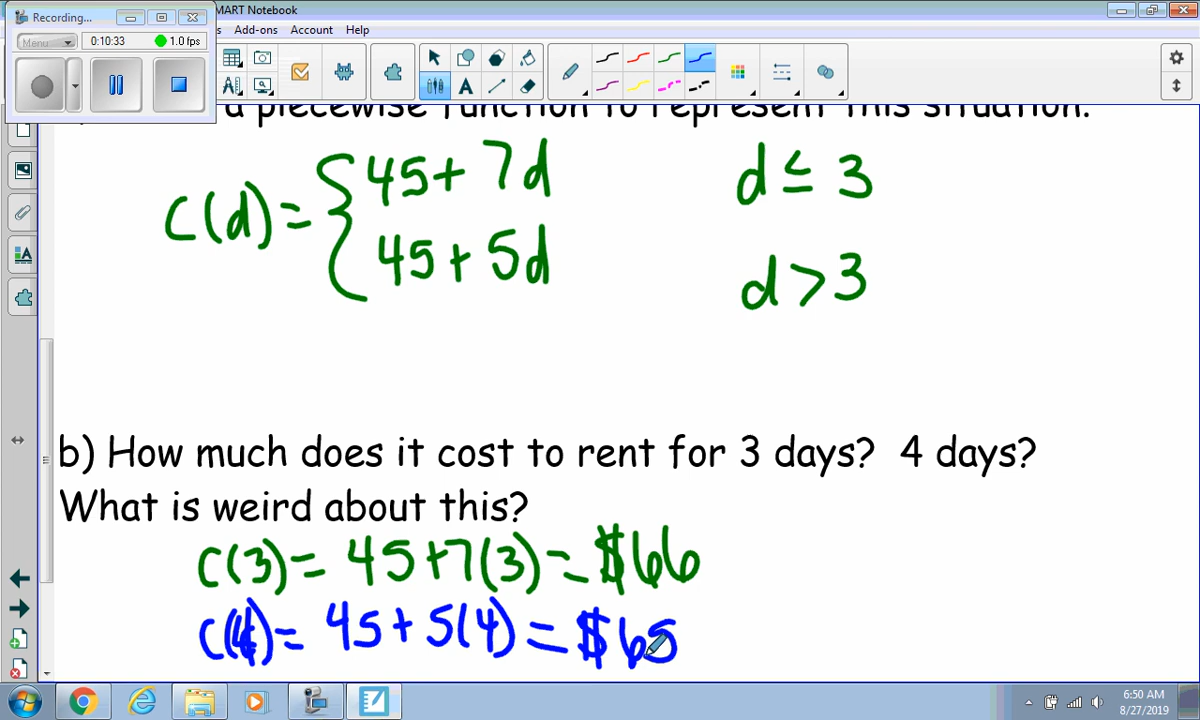 Recording...
MART Notebook
Menu
0:10:33
1.0 fps
s Add-ons Account Help
a piecewise function to represent this situation.
C(d) = { 45 + 7d d ≤ 3
45 + 5d d > 3
b) How much does it cost to rent for 3 days? 4 days?
What is weird about this?
C(3) = 45 + 7(3) = $66
C(4) = 45 + 5(4) = $65
6:50 AM
8/27/2019